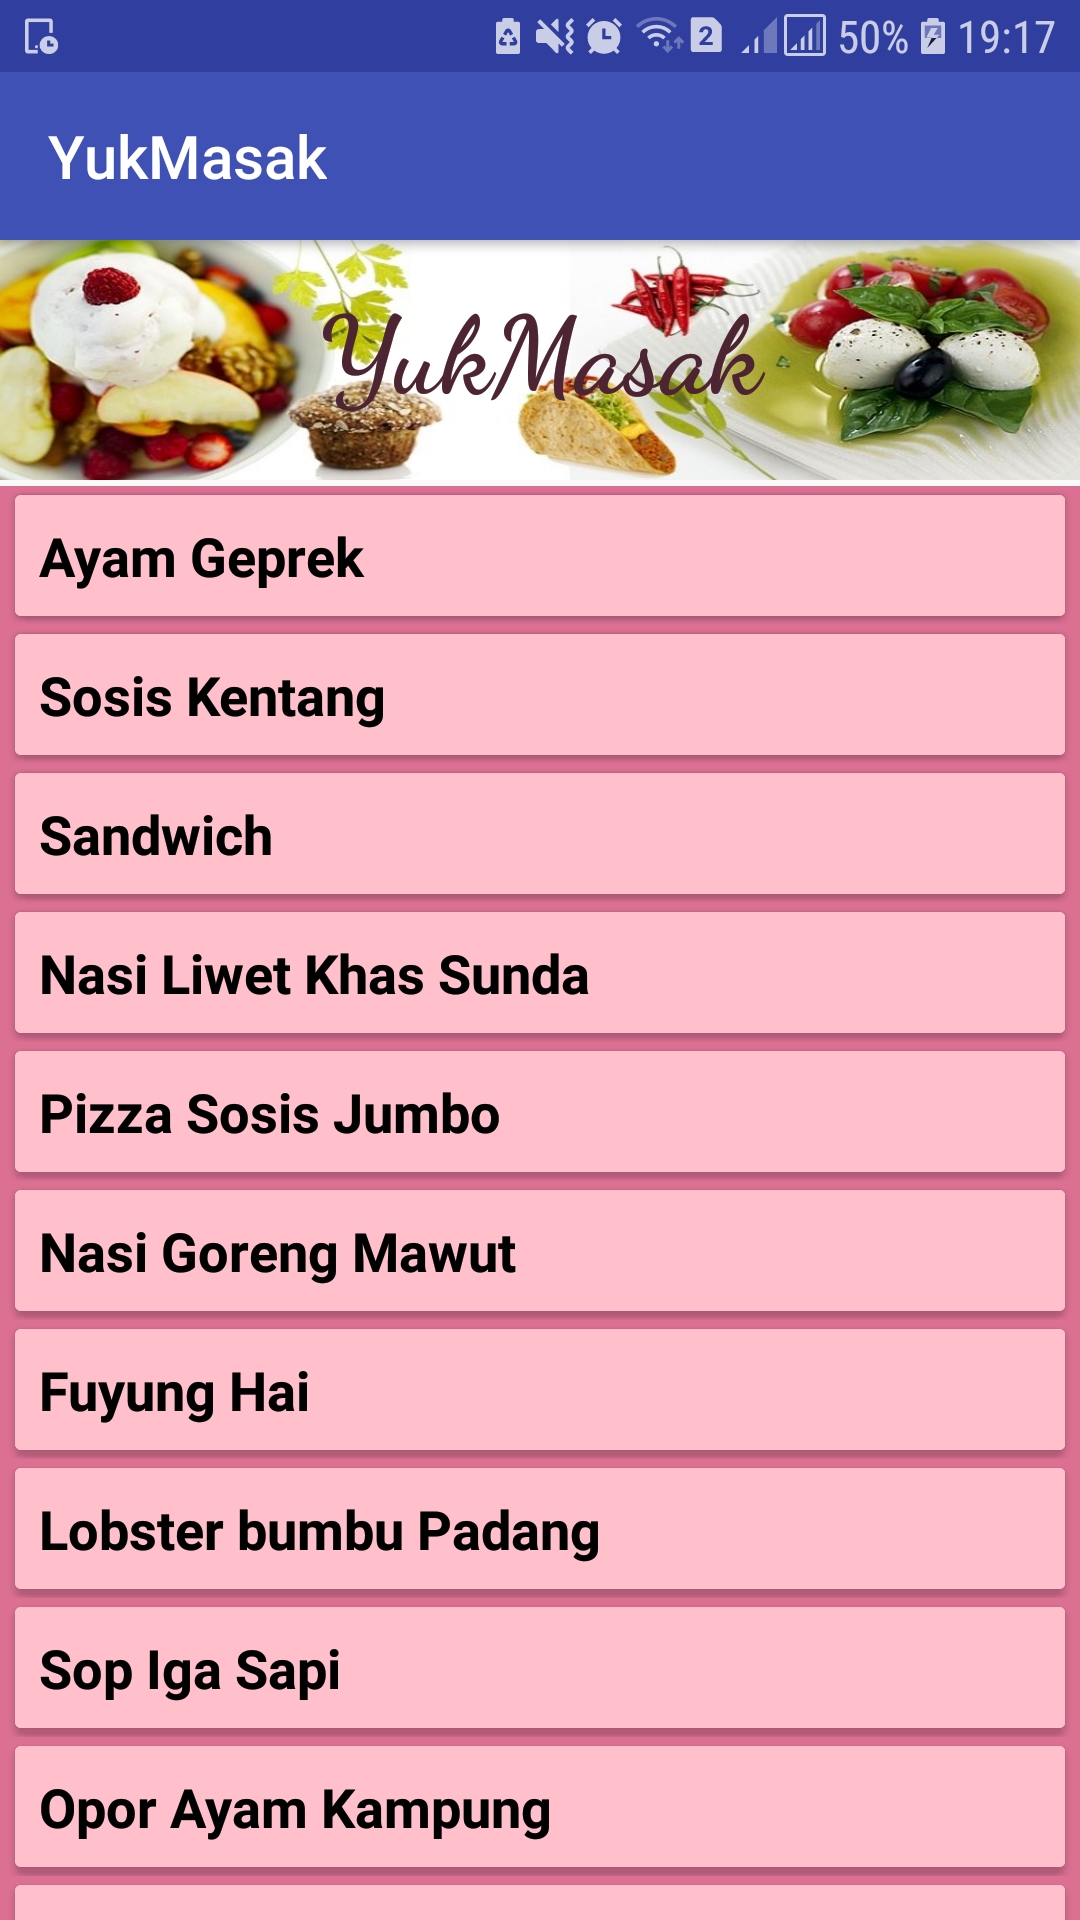 2 50% 19:17
YukMasak
YukMasak
Ayam Geprek
Sosis Kentang
Sandwich
Nasi Liwet Khas Sunda
Pizza Sosis Jumbo
Nasi Goreng Mawut
Fuyung Hai
Lobster bumbu Padang
Sop Iga Sapi
Opor Ayam Kampung